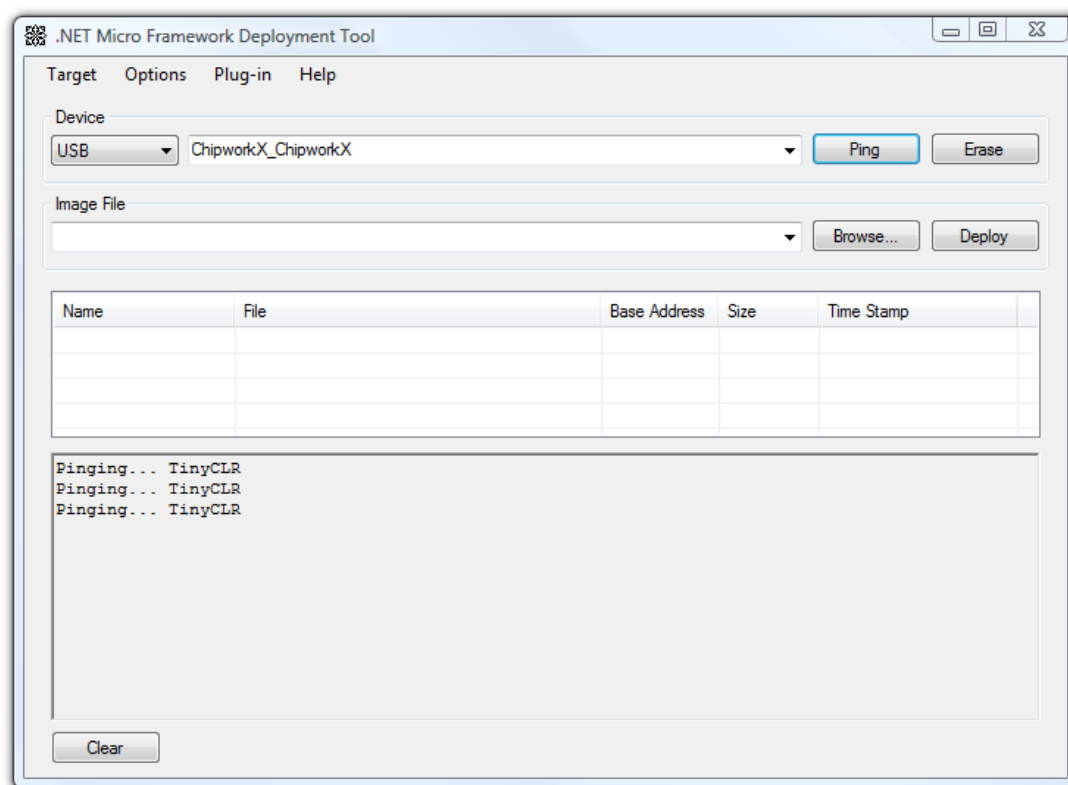 .NET Micro Framework Deployment Tool
Target Options Plug-in Help
Device
USB ChipworkX_ChipworkX Ping Erase
Image File
Browse... Deploy
Name File Base Address Size Time Stamp
Pinging... TinyCLR
Pinging... TinyCLR
Pinging... TinyCLR
Clear